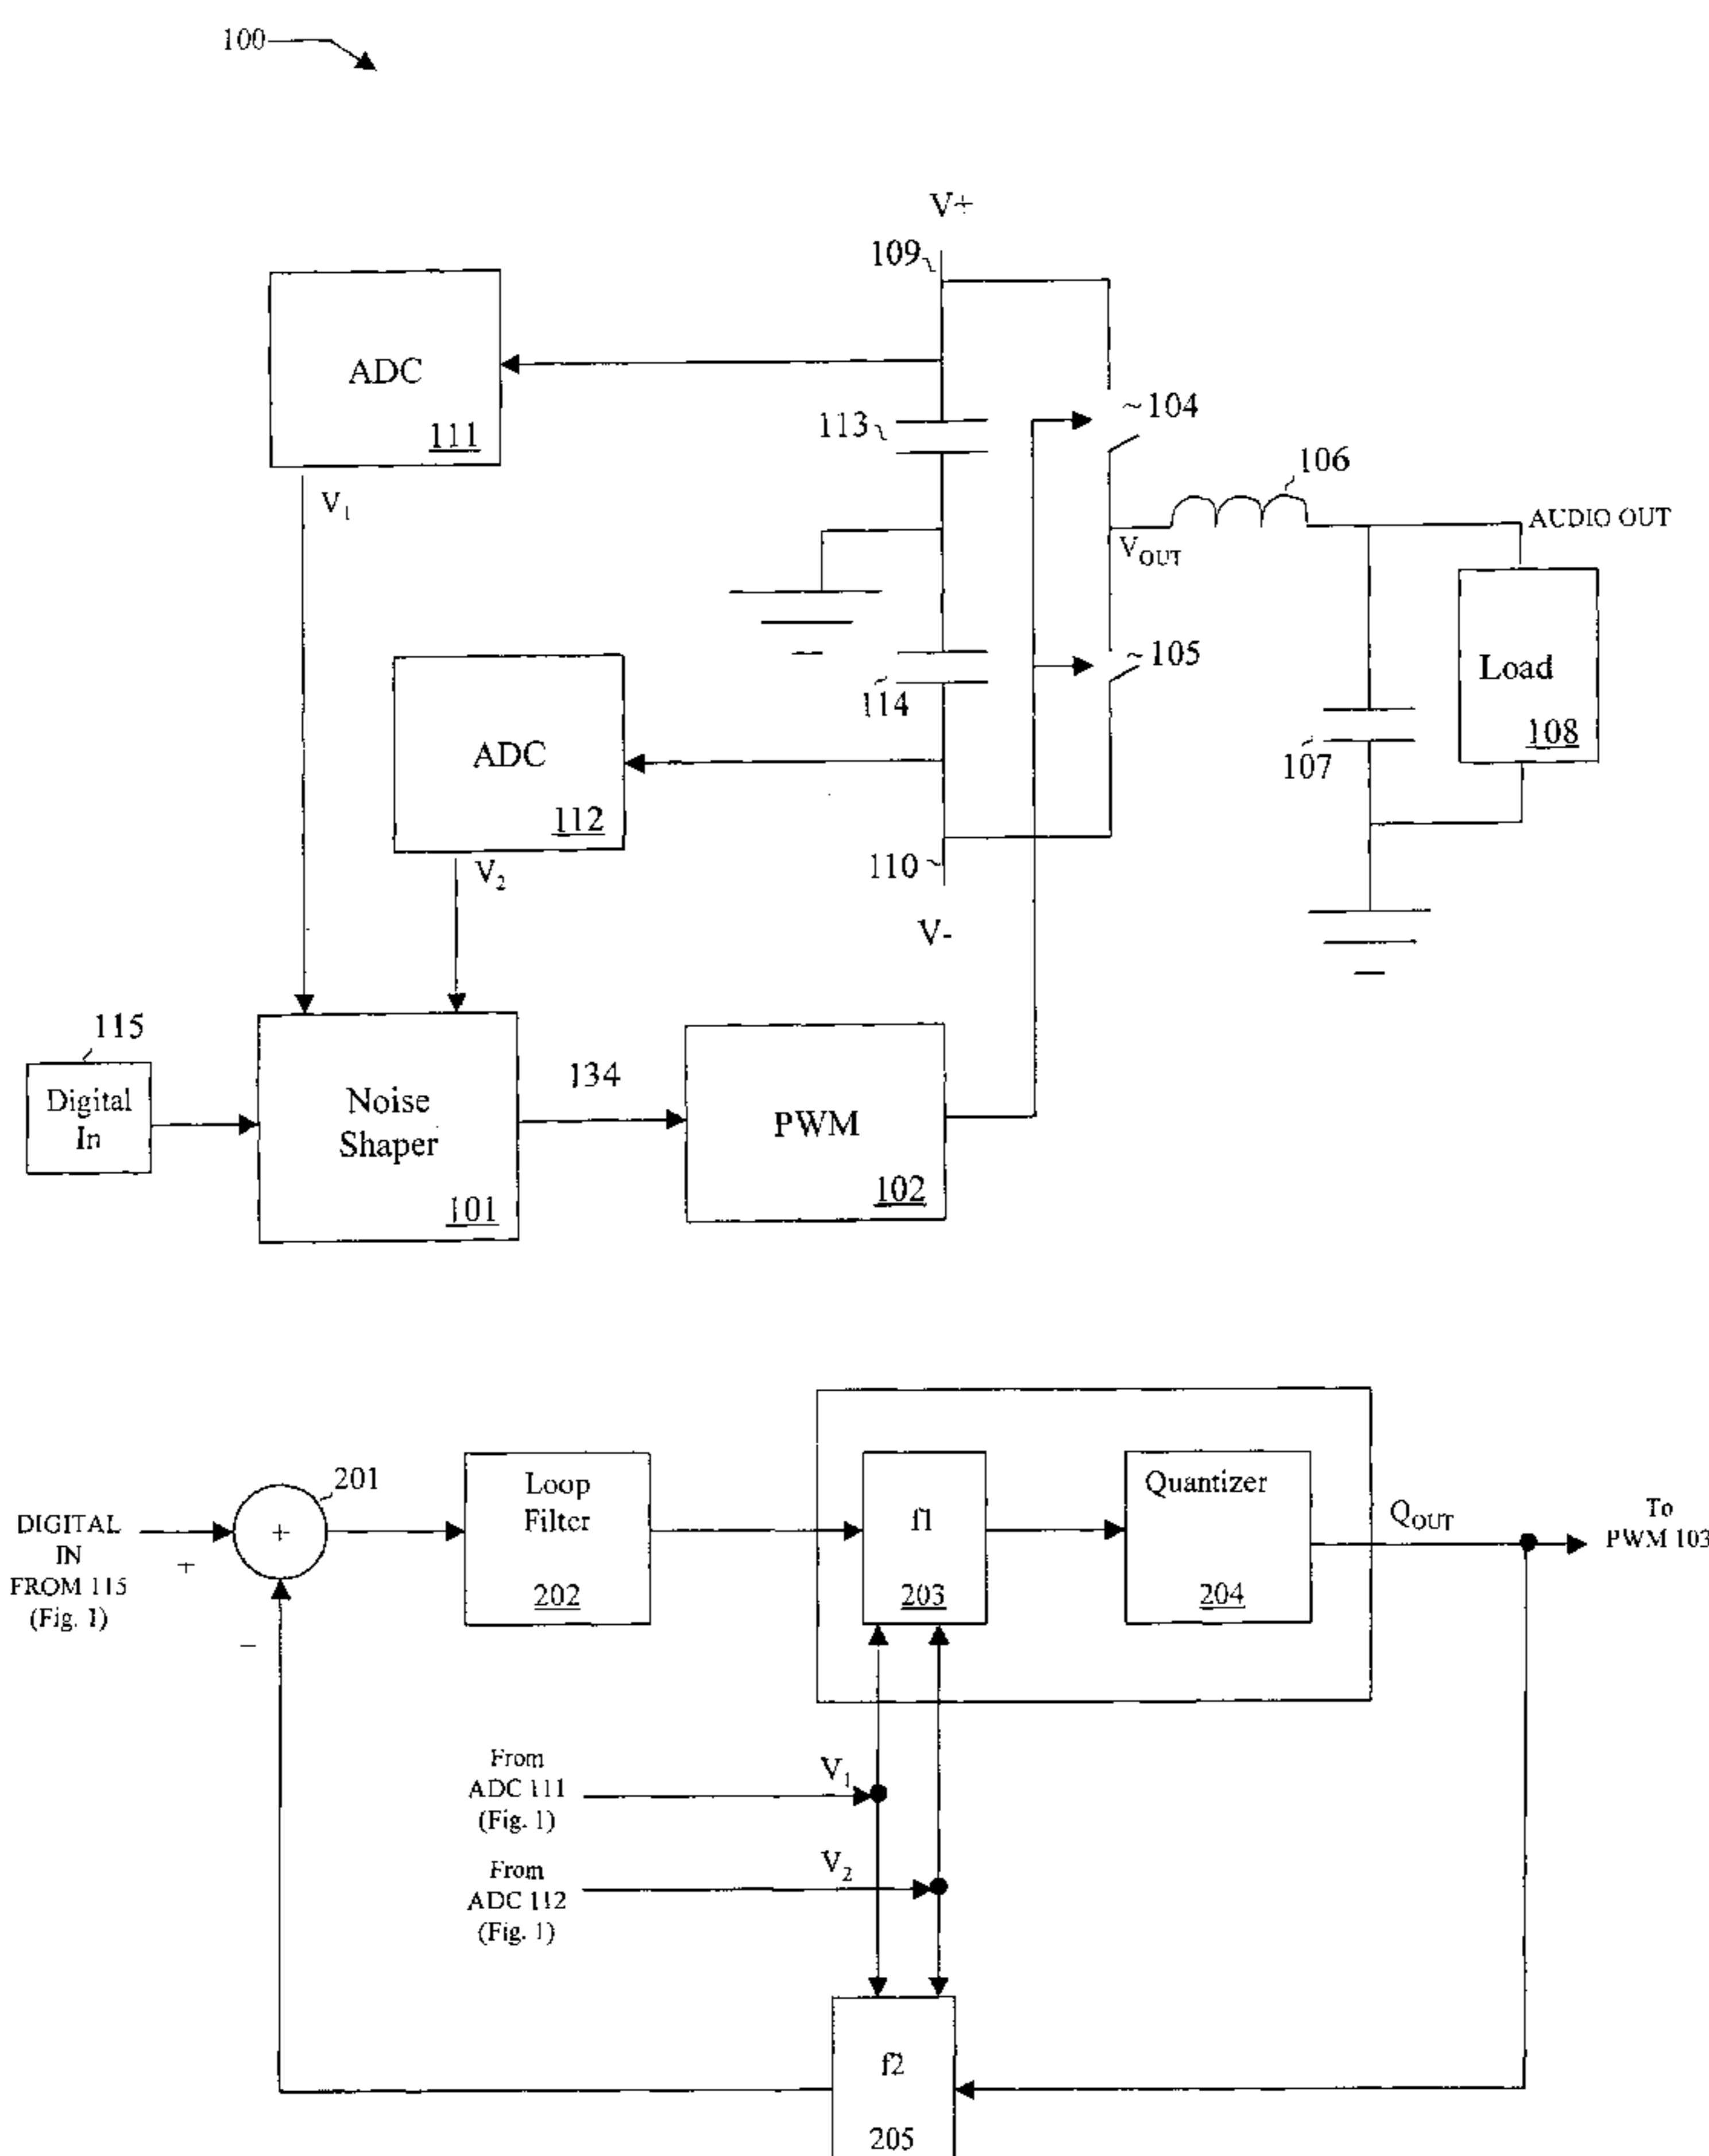 100
V+
109
ADC
111
113
~104
106
V1
VOUT
AUDIO OUT
ADC
112
114
~105
Load
108
107
V2
110
V-
115
Digital
In
Noise
Shaper
101
134
PWM
102
201
DIGITAL
IN
FROM 115
(Fig. 1)
+
+
−
Loop
Filter
202
f1
203
Quantizer
204
QOUT
To
PWM 103
From
ADC 111
(Fig. 1)
V1
From
ADC 112
(Fig. 1)
V2
f2
205